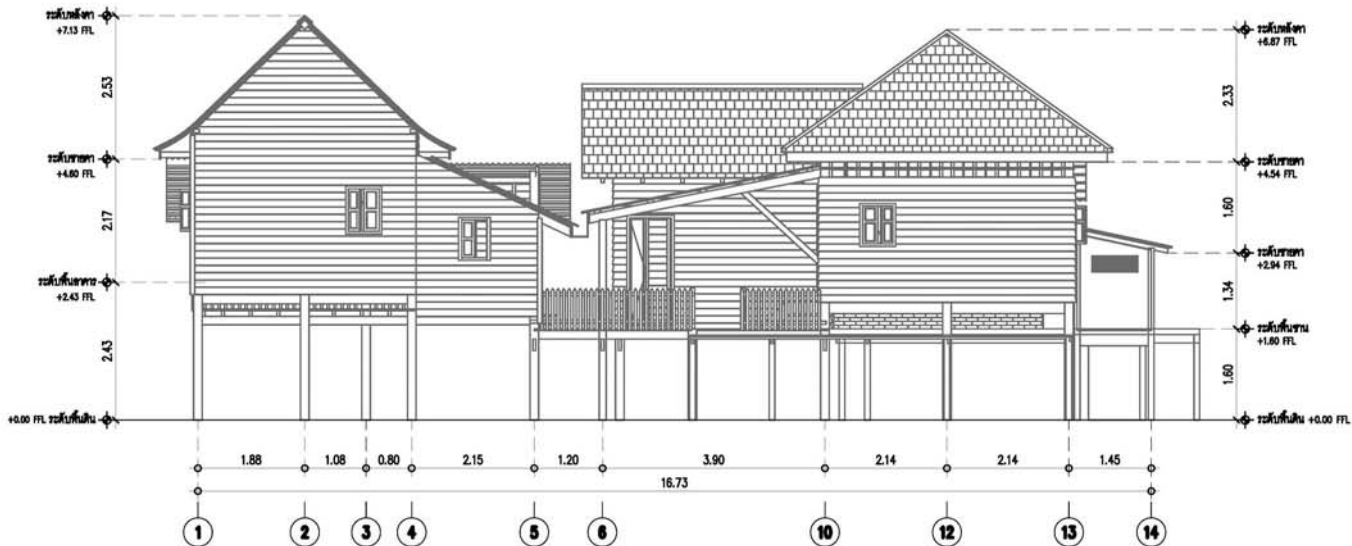 ระดับหลังคา
+7.13 FFL
2.53
ระดับชายคา
+4.60 FFL
2.17
ระดับพื้นอาคาร
+2.43 FFL
2.43
+0.00 FFL ระดับพื้นดิน
ระดับหลังคา
+6.87 FFL
2.33
ระดับชายคา
+4.54 FFL
1.60
ระดับชายคา
+2.94 FFL
1.34
ระดับพื้นชาน
+1.60 FFL
1.60
ระดับพื้นดิน +0.00 FFL
1.88 1.08 0.80 2.15 1.20 3.90 2.14 2.14 1.45
16.73
1 2 3 4 5 6 10 12 13 14